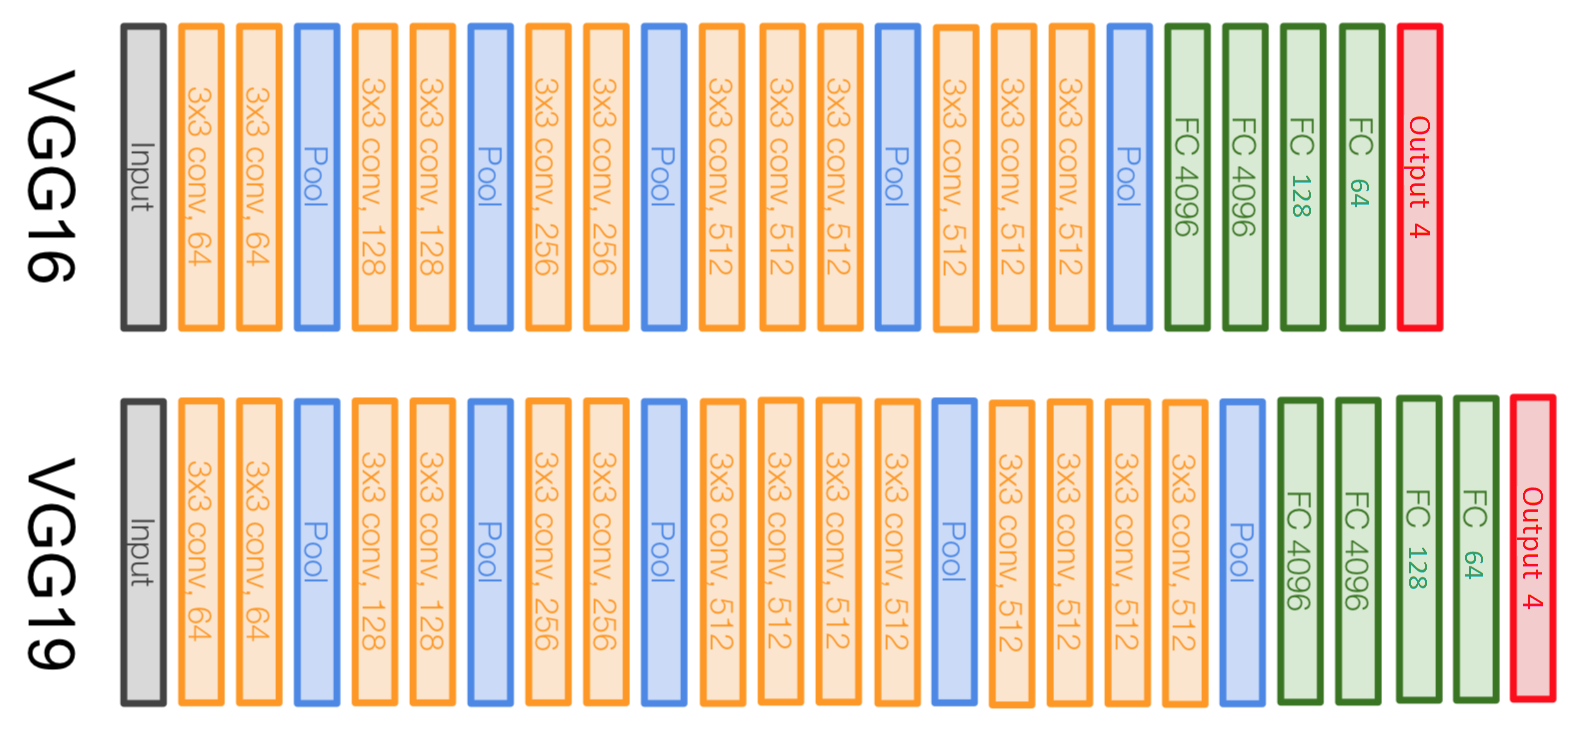 VGG16
Input
3x3 conv, 64
3x3 conv, 64
Pool
3x3 conv, 128
3x3 conv, 128
Pool
3x3 conv, 256
3x3 conv, 256
Pool
3x3 conv, 512
3x3 conv, 512
3x3 conv, 512
Pool
3x3 conv, 512
3x3 conv, 512
3x3 conv, 512
Pool
FC 4096
FC 4096
FC 128
FC 64
Output 4
VGG19
Input
3x3 conv, 64
3x3 conv, 64
Pool
3x3 conv, 128
3x3 conv, 128
Pool
3x3 conv, 256
3x3 conv, 256
Pool
3x3 conv, 512
3x3 conv, 512
3x3 conv, 512
3x3 conv, 512
Pool
3x3 conv, 512
3x3 conv, 512
3x3 conv, 512
3x3 conv, 512
Pool
FC 4096
FC 4096
FC 128
FC 64
Output 4